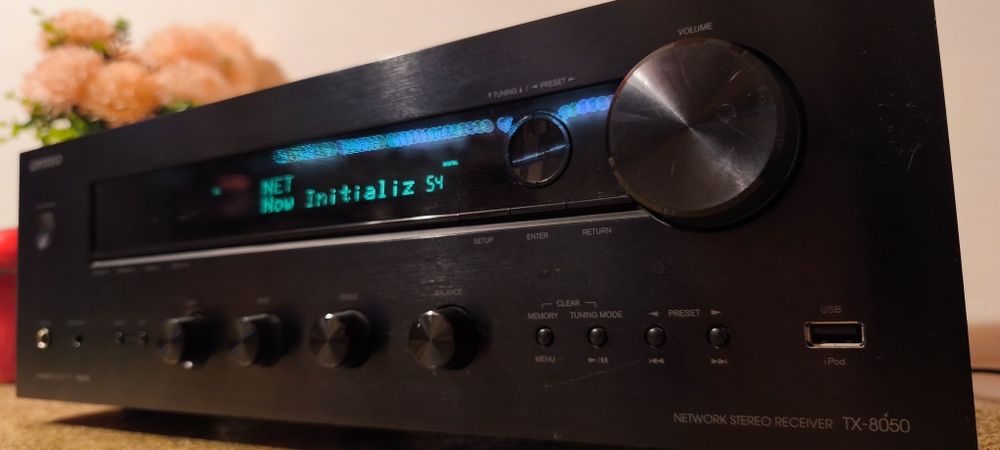 VOLUME
TUNING / PRESET
NET
Now Initializ 54
SETUP ENTER RETURN
BALANCE
CLEAR
MEMORY TUNING MODE PRESET
MENU
USB
iPod
NETWORK STEREO RECEIVER TX-8050